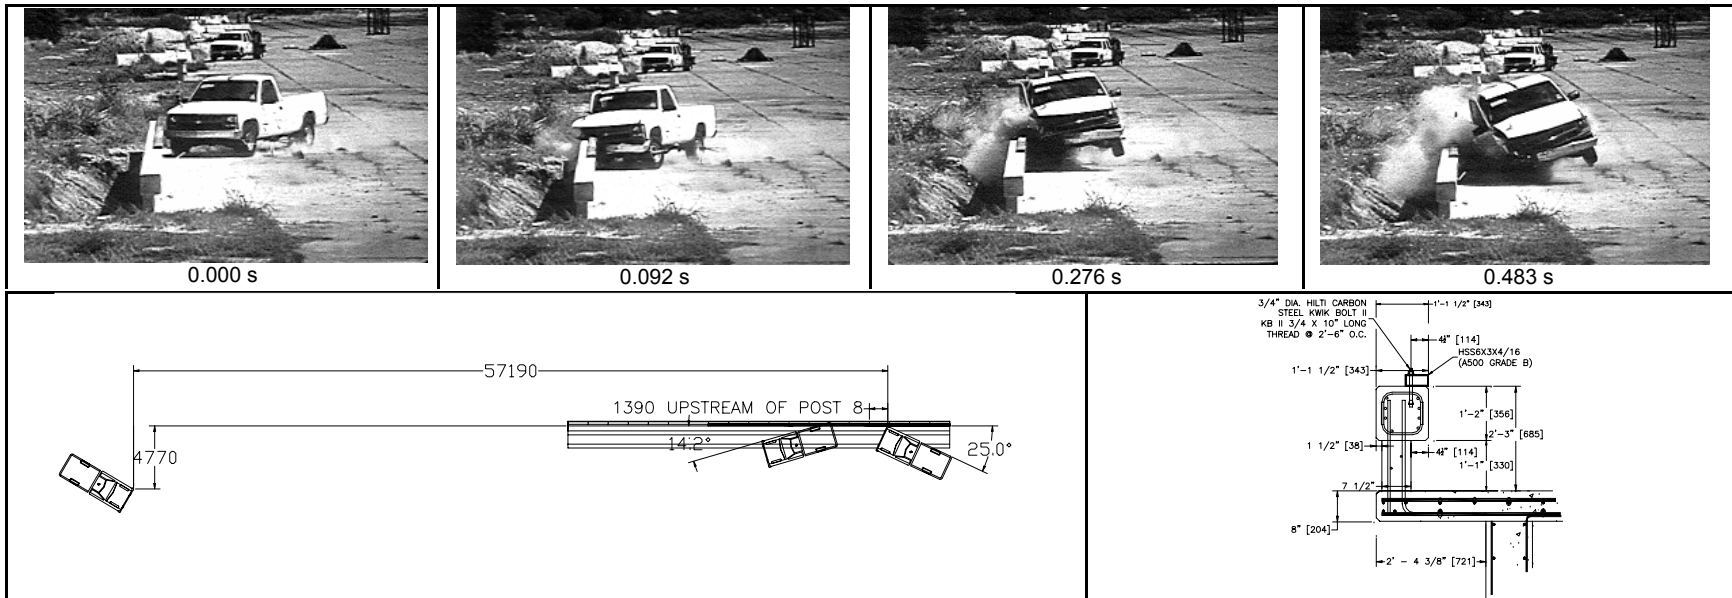 0.000 s
0.092 s
0.276 s
0.483 s
57190
1390 UPSTREAM OF POST 8
14.2°
25.0°
4770
3/4" DIA. HILTI CARBON
STEEL KWIK BOLT II
KB II 3/4 X 10" LONG
THREAD @ 2'-6" O.C.
1'-1 1/2" [343]
4½" [114]
HSS6X3X4/16
(A500 GRADE B)
1'-1 1/2" [343]
1'-2" [356]
2'-3" [685]
1 1/2" [38]
4½" [114]
1'-1" [330]
7 1/2"
8" [204]
2' - 4 3/8" [721]